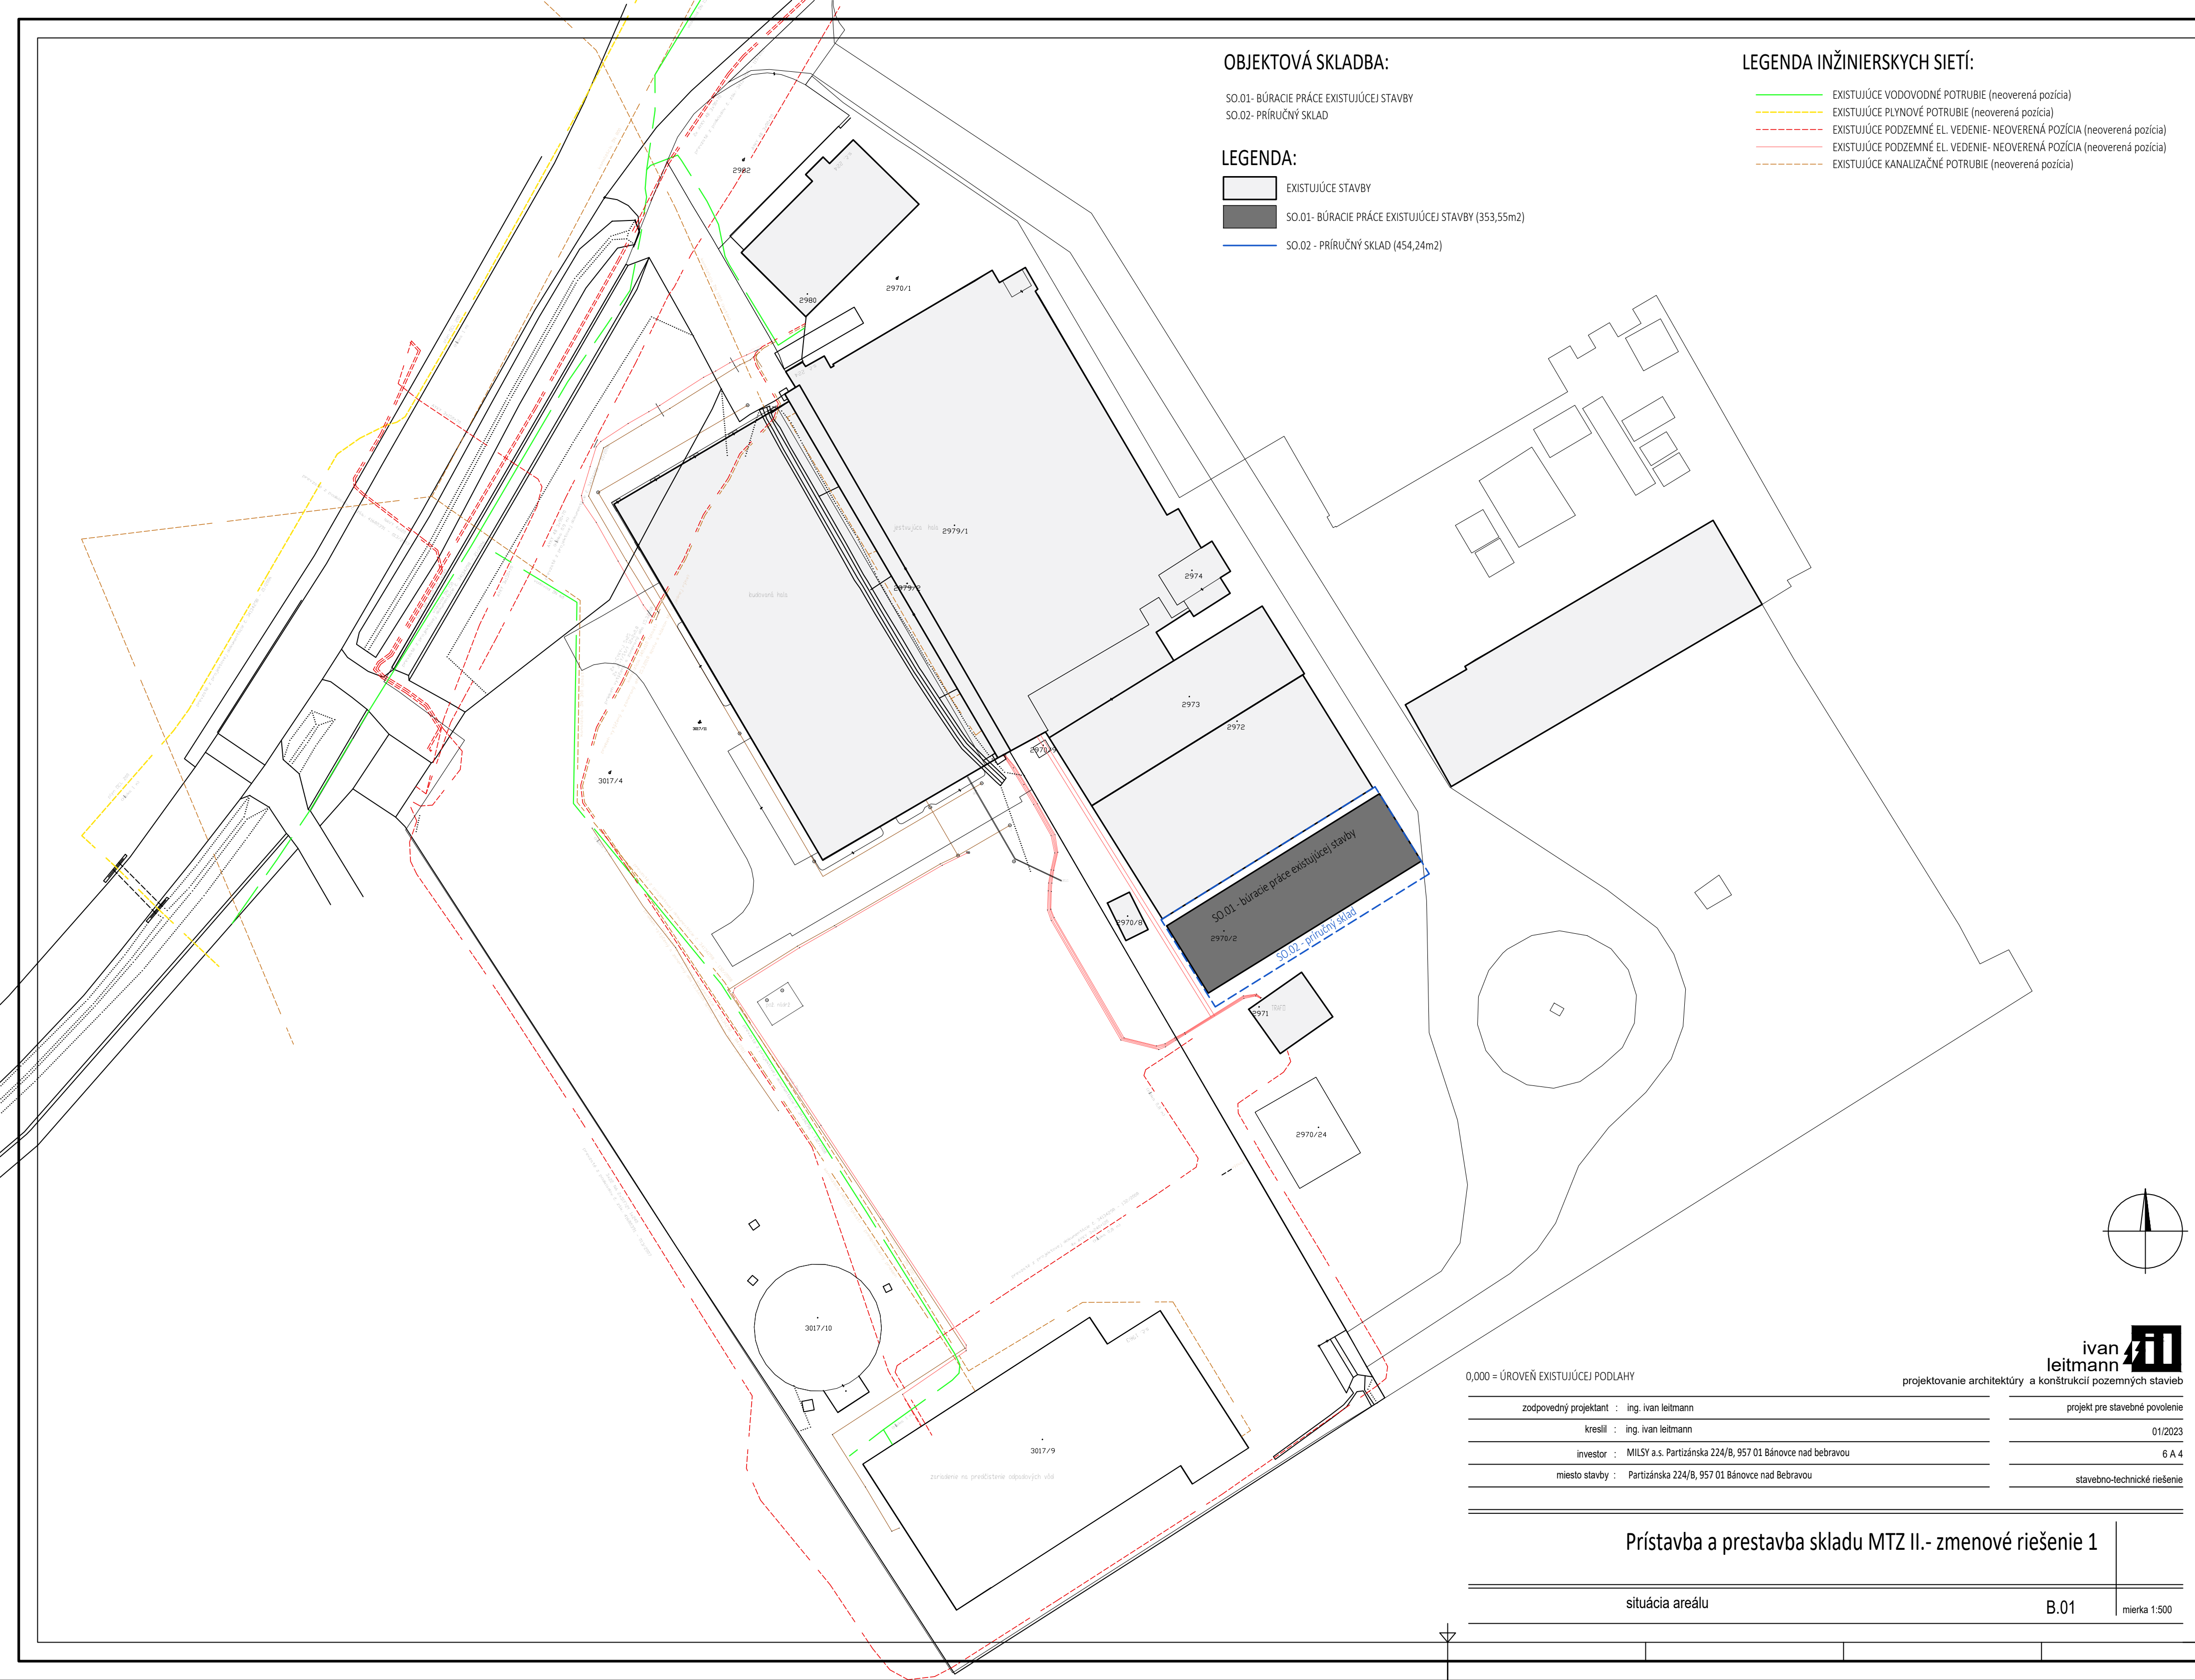 OBJEKTOVÁ SKLADBA:
SO.01- BÚRACIE PRÁCE EXISTUJÚCEJ STAVBY
SO.02- PRÍRUČNÝ SKLAD
LEGENDA:
EXISTUJÚCE STAVBY
SO.01- BÚRACIE PRÁCE EXISTUJÚCEJ STAVBY (353,55m2)
SO.02 - PRÍRUČNÝ SKLAD (454,24m2)
LEGENDA INŽINIERSKYCH SIETÍ:
EXISTUJÚCE VODOVODNÉ POTRUBIE (neoverená pozícia)
EXISTUJÚCE PLYNOVÉ POTRUBIE (neoverená pozícia)
EXISTUJÚCE PODZEMNÉ EL. VEDENIE- NEOVERENÁ POZÍCIA (neoverená pozícia)
EXISTUJÚCE PODZEMNÉ EL. VEDENIE- NEOVERENÁ POZÍCIA (neoverená pozícia)
EXISTUJÚCE KANALIZAČNÉ POTRUBIE (neoverená pozícia)
2982
2980
2970/1
2979/1
2979/2
2974
2973
2972
2970/9
3017/4
2970/8
SO.01 - búracie práce existujúcej stavby
2970/2
SO.02 - príručný sklad
2971
2970/24
3017/10
3017/9
0,000 = ÚROVEŇ EXISTUJÚCEJ PODLAHY
ivan
leitmann
il
projektovanie architektúry a konštrukcií pozemných stavieb
zodpovedný projektant : ing. ivan leitmann
projekt pre stavebné povolenie
kreslil : ing. ivan leitmann
01/2023
investor : MILSY a.s. Partizánska 224/B, 957 01 Bánovce nad bebravou
6 A 4
miesto stavby : Partizánska 224/B, 957 01 Bánovce nad Bebravou
stavebno-technické riešenie
Prístavba a prestavba skladu MTZ II.- zmenové riešenie 1
situácia areálu
B.01
mierka 1:500